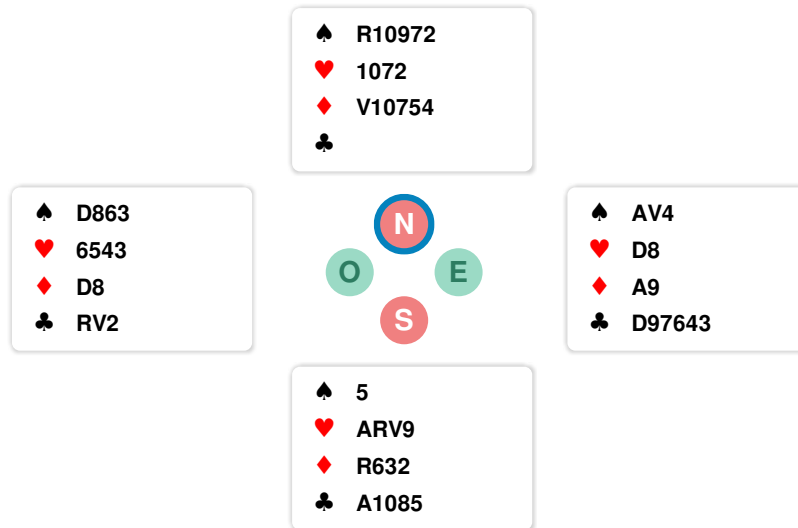 ♠ R10972
♥ 1072
♦ V10754
♣
♠ D863
♥ 6543
♦ D8
♣ RV2
N
O E
S
♠ AV4
♥ D8
♦ A9
♣ D97643
♠ 5
♥ ARV9
♦ R632
♣ A1085